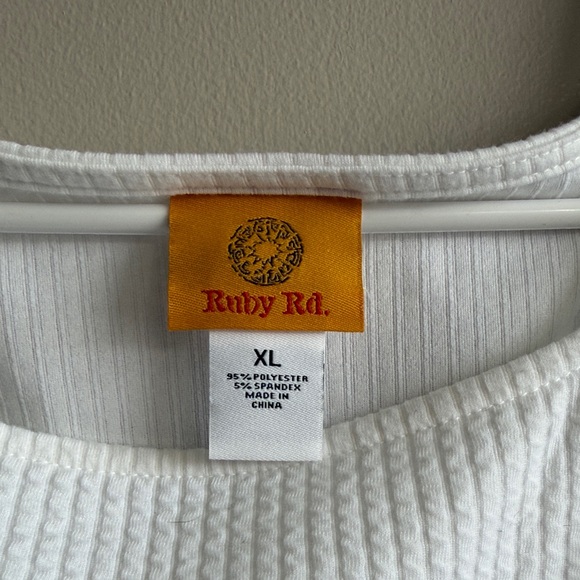 Ruby Rd.
XL
95% POLYESTER
5% SPANDEX
MADE IN
CHINA